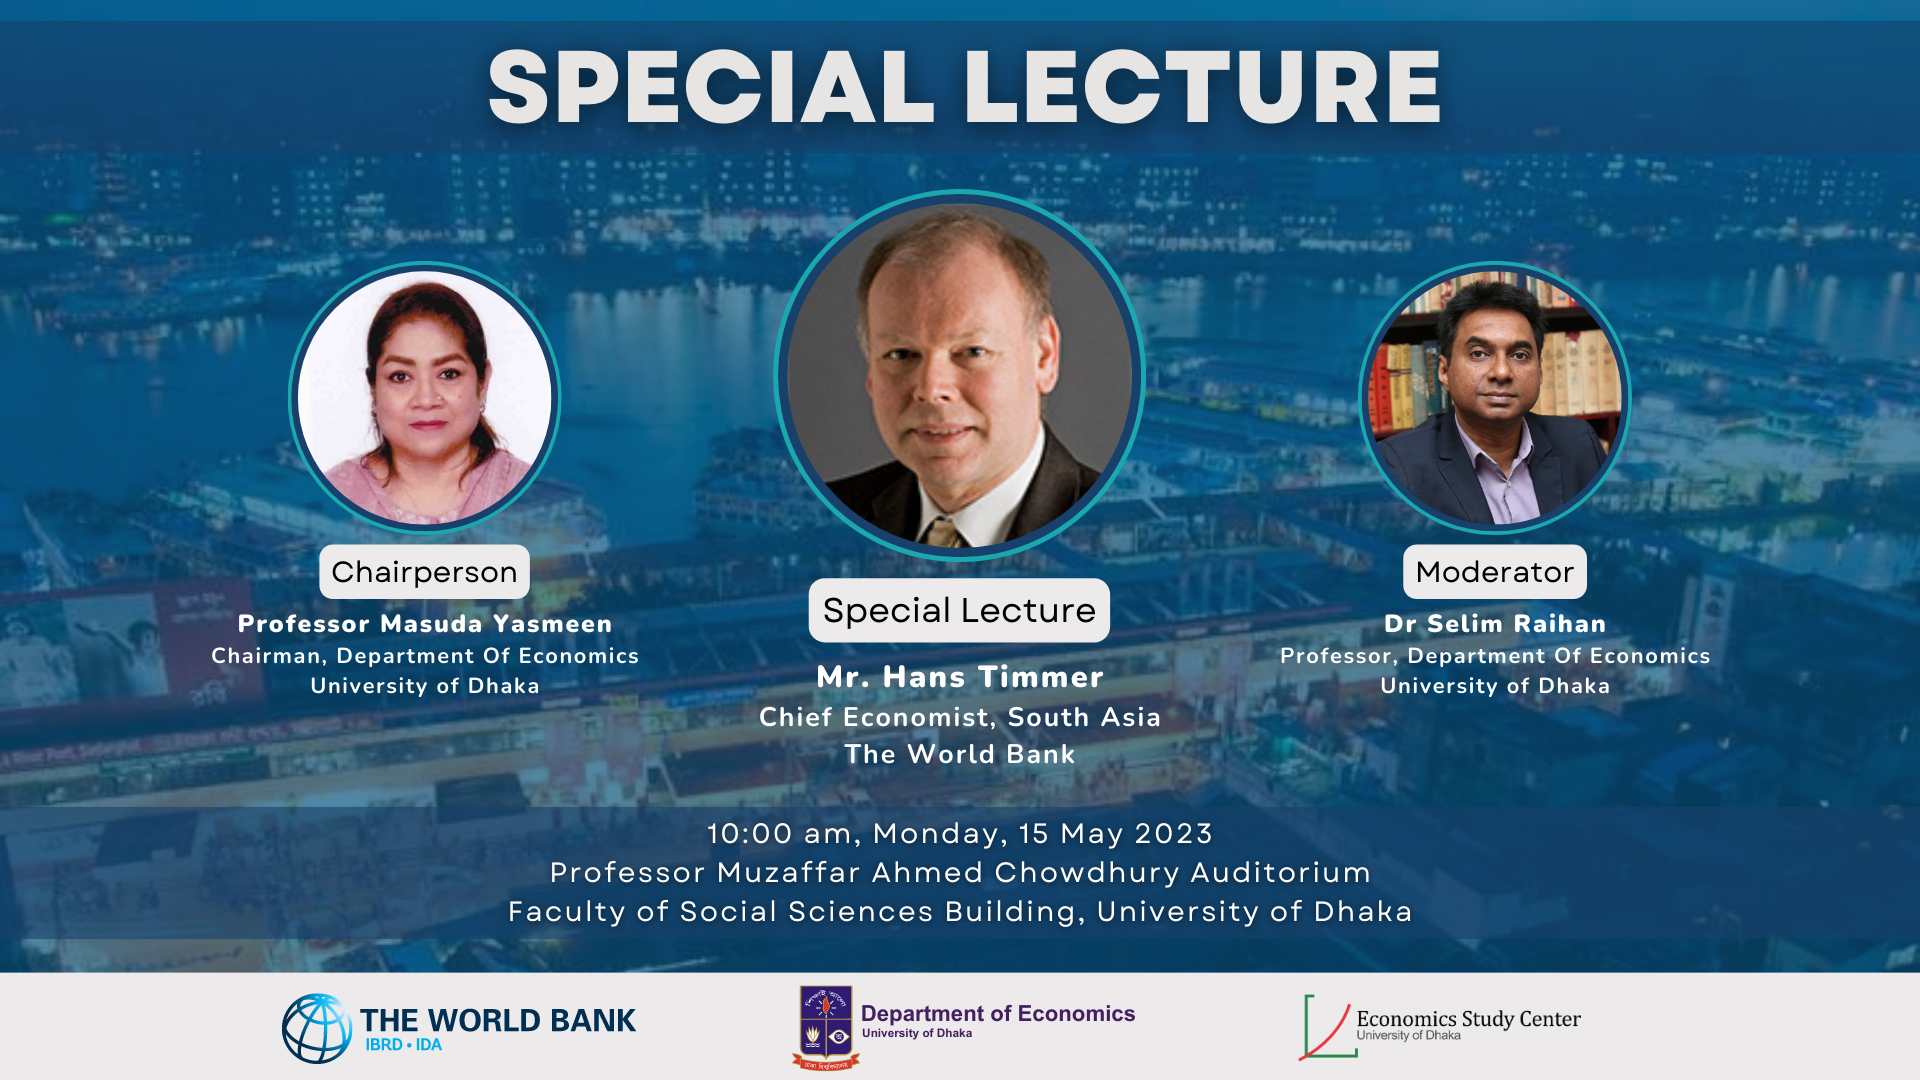 SPECIAL LECTURE
Chairperson
Professor Masuda Yasmeen
Chairman, Department Of Economics
University of Dhaka
Special Lecture
Mr. Hans Timmer
Chief Economist, South Asia
The World Bank
Moderator
Dr Selim Raihan
Professor, Department Of Economics
University of Dhaka
10:00 am, Monday, 15 May 2023
Professor Muzaffar Ahmed Chowdhury Auditorium
Faculty of Social Sciences Building, University of Dhaka
THE WORLD BANK
IBRD • IDA
শিক্ষাই আলো
ঢাকা বিশ্ববিদ্যালয়
Department of Economics
University of Dhaka
Economics Study Center
University of Dhaka